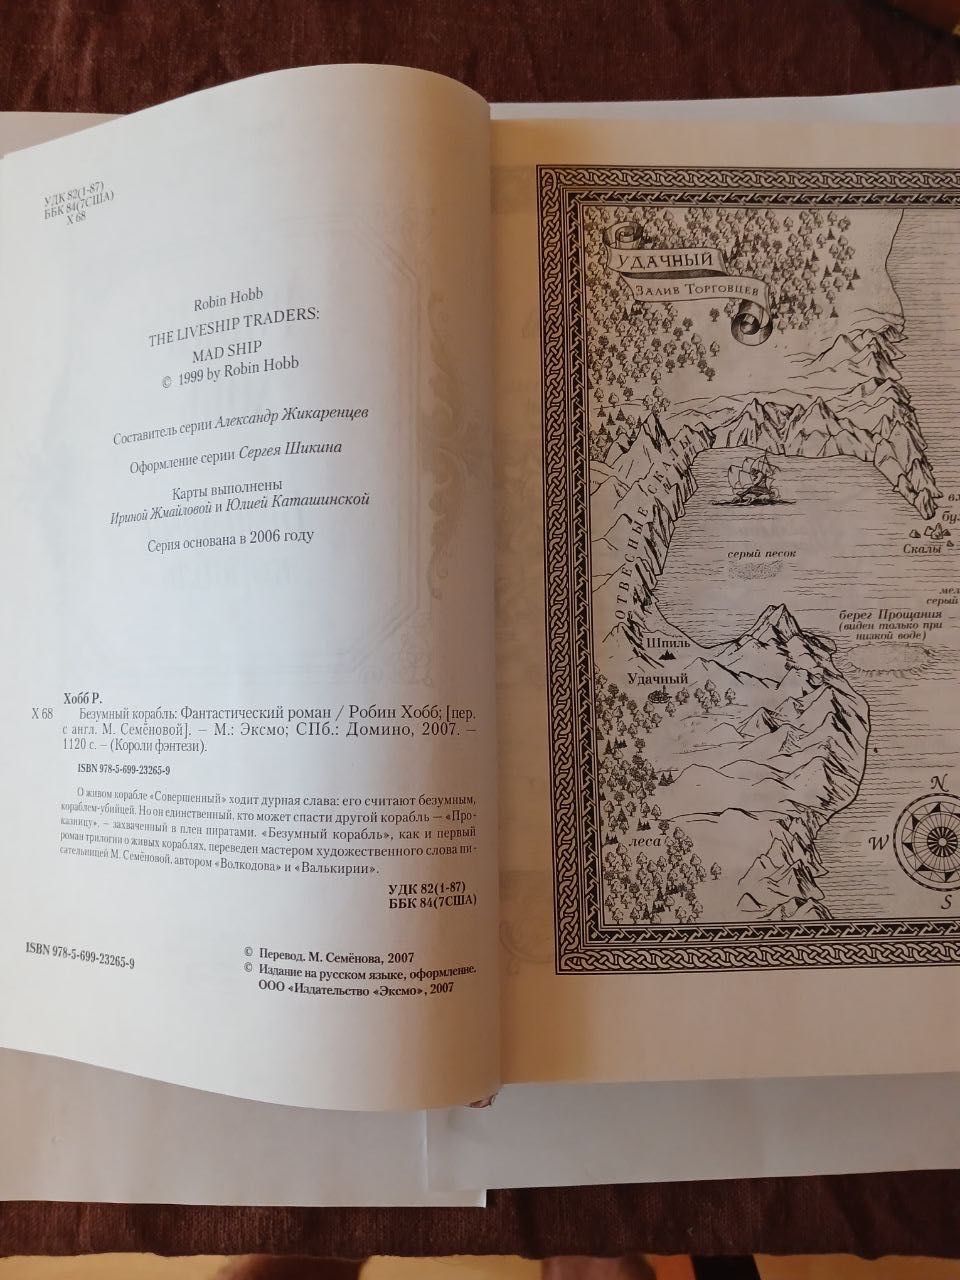 УДК 82(1-87)
ББК 84(7США)
Х 68
Robin Hobb
THE LIVESHIP TRADERS:
MAD SHIP
© 1999 by Robin Hobb
Составитель серии Александр Жикаренцев
Оформление серии Сергея Шикина
Карты выполнены
Ириной Жмайловой и Юлией Каташинской
Серия основана в 2006 году
Хобб Р.
Х 68 Безумный корабль: Фантастический роман / Робин Хобб; [пер.
с англ. М. Семёновой]. – М.: Эксмо; СПб.: Домино, 2007. –
1120 с. – (Короли фэнтези).
ISBN 978-5-699-23265-9
О живом корабле «Совершенный» ходит дурная слава: его считают безумным,
кораблем-убийцей. Но он единственный, кто может спасти другой корабль – «Про-
казницу», – захваченный в плен пиратами. «Безумный корабль», как и первый
роман трилогии о живых кораблях, переведен мастером художественного слова пи-
сательницей М. Семёновой, автором «Волкодава» и «Валькирии».
УДК 82(1-87)
ББК 84(7США)
ISBN 978-5-699-23265-9
© Перевод. М. Семёнова, 2007
© Издание на русском языке, оформление.
ООО «Издательство «Эксмо», 2007
УДАЧНЫЙ
Залив Торговцев
ОТВЕСНЫЕ СКАЛЫ
серый песок
Скалы
серый
берег Прощания
(виден только при
низкой воде)
Шпиль
Удачный
леса
N
W
S